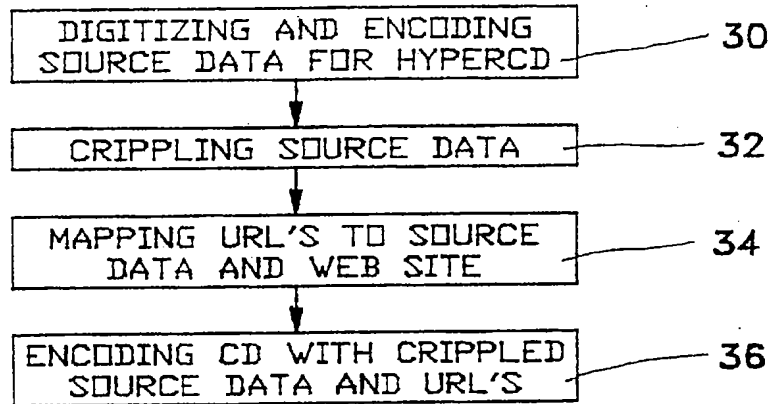 DIGITIZING AND ENCODING
SOURCE DATA FOR HYPERCD
30
CRIPPLING SOURCE DATA
32
MAPPING URL'S TO SOURCE
DATA AND WEB SITE
34
ENCODING CD WITH CRIPPLED
SOURCE DATA AND URL'S
36